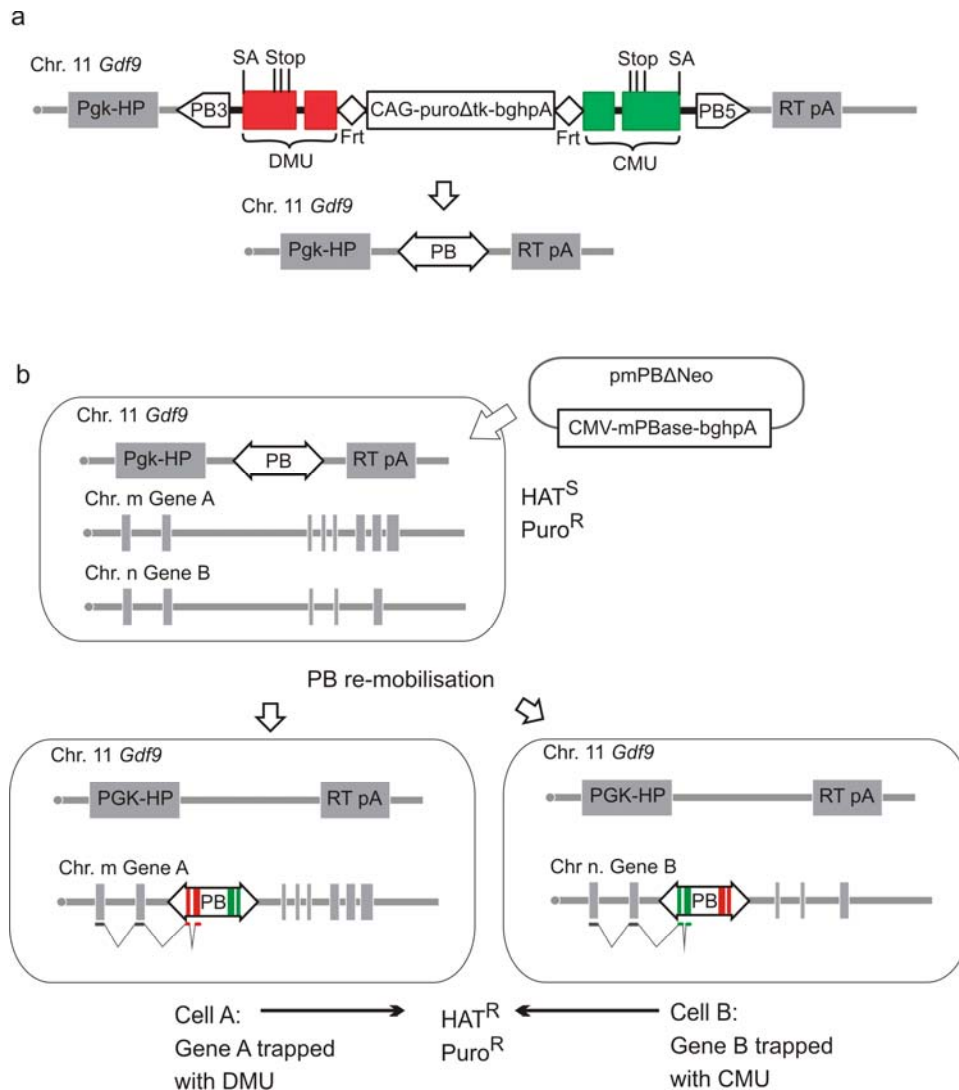 a
Chr. 11 Gdf9
SA Stop
Stop SA
Pgk-HP PB3 CAG-puroΔtk-bghpA PB5 RT pA
Frt Frt
DMU CMU
Chr. 11 Gdf9
Pgk-HP PB RT pA
b
pmPBΔNeo
CMV-mPBase-bghpA
Chr. 11 Gdf9
Pgk-HP PB RT pA
HAT^S
Puro^R
Chr. m Gene A
Chr. n Gene B
PB re-mobilisation
Chr. 11 Gdf9
PGK-HP RT pA
Chr. m Gene A
PB
Chr. 11 Gdf9
PGK-HP RT pA
Chr n. Gene B
PB
Cell A:
Gene A trapped
with DMU
HAT^R
Puro^R
Cell B:
Gene B trapped
with CMU